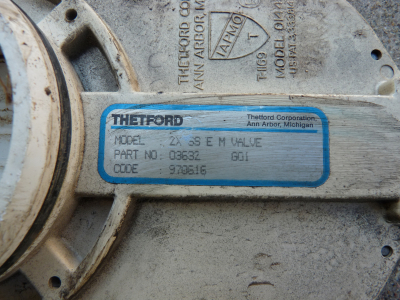 THETFORD CO
ANN ARBOR, M
IAPMO
T
THETFORD
Thetford Corporation
Ann Arbor, Michigan
MODEL : 2X SS E M VALVE
PART NO: 03632 G01
CODE : 970616